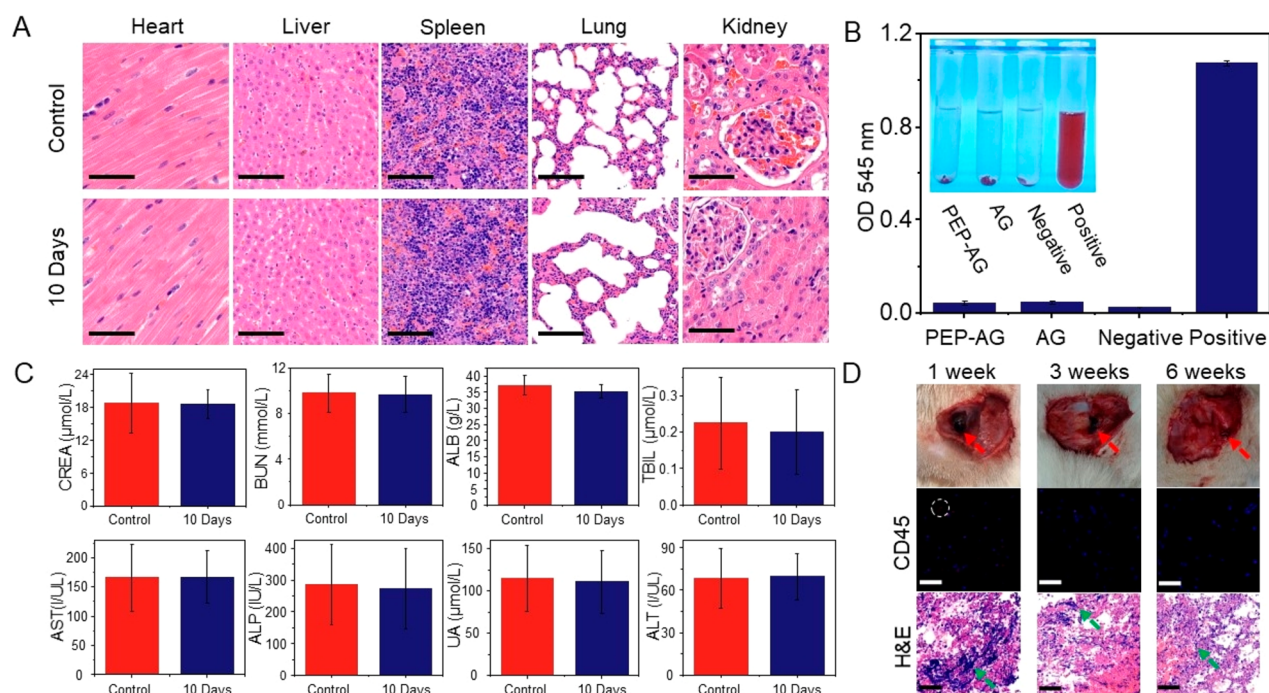 A
Heart Liver Spleen Lung Kidney
Control
10 Days
B
OD 545 nm
1.2
0.8
0.4
0.0
PEP-AG AG Negative Positive
PEP-AG AG Negative Positive
C
CREA (μmol/L)
24
18
12
6
0
Control 10 Days
BUN (mmol/L)
12
9
6
3
0
Control 10 Days
ALB (g/L)
40
35
30
25
20
15
10
5
0
Control 10 Days
TBIL (μmol/L)
0.3
0.2
0.1
0.0
Control 10 Days
AST(I/UL)
200
150
100
50
0
Control 10 Days
ALP (IU/L)
400
300
200
100
0
Control 10 Days
UA (μmol/L)
150
100
50
0
Control 10 Days
ALT (I/UL)
90
60
30
0
Control 10 Days
D
1 week 3 weeks 6 weeks
CD45
H&E